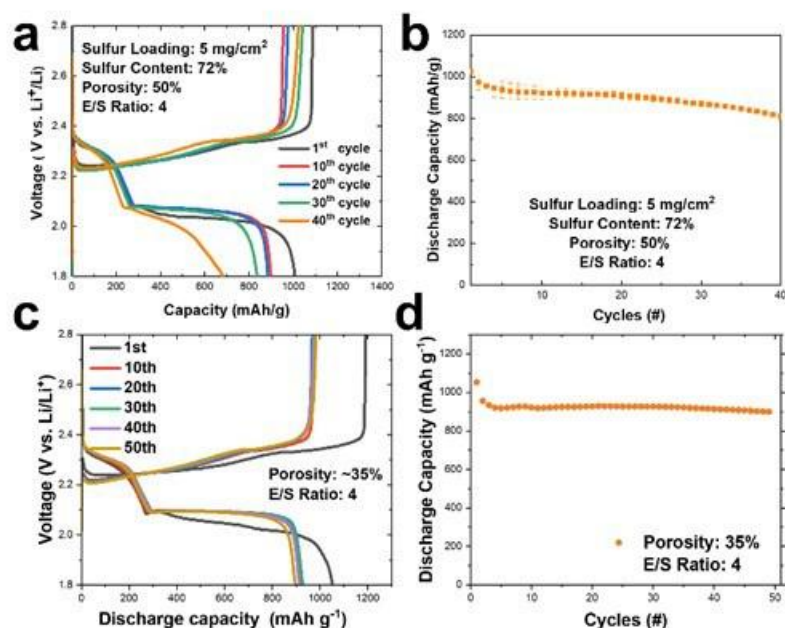 a
2.8
2.6
2.4
2.2
2.0
1.8
Voltage ( V vs. Li⁺/Li)
Sulfur Loading: 5 mg/cm²
Sulfur Content: 72%
Porosity: 50%
E/S Ratio: 4
1ˢᵗ cycle
10ᵗʰ cycle
20ᵗʰ cycle
30ᵗʰ cycle
40ᵗʰ cycle
0 200 400 600 800 1000 1200 1400
Capacity (mAh/g)
b
1200
1000
800
600
400
200
0
Discharge Capacity (mAh/g)
Sulfur Loading: 5 mg/cm²
Sulfur Content: 72%
Porosity: 50%
E/S Ratio: 4
10 20 30 40
Cycles (#)
c
2.8
2.6
2.4
2.2
2.0
1.8
Voltage (V vs. Li/Li⁺)
1st
10th
20th
30th
40th
50th
Porosity: ~35%
E/S Ratio: 4
0 200 400 600 800 1000 1200
Discharge capacity (mAh g⁻¹)
d
1200
1000
800
600
400
200
0
Discharge Capacity (mAh g⁻¹)
Porosity: 35%
E/S Ratio: 4
0 10 20 30 40 50
Cycles (#)